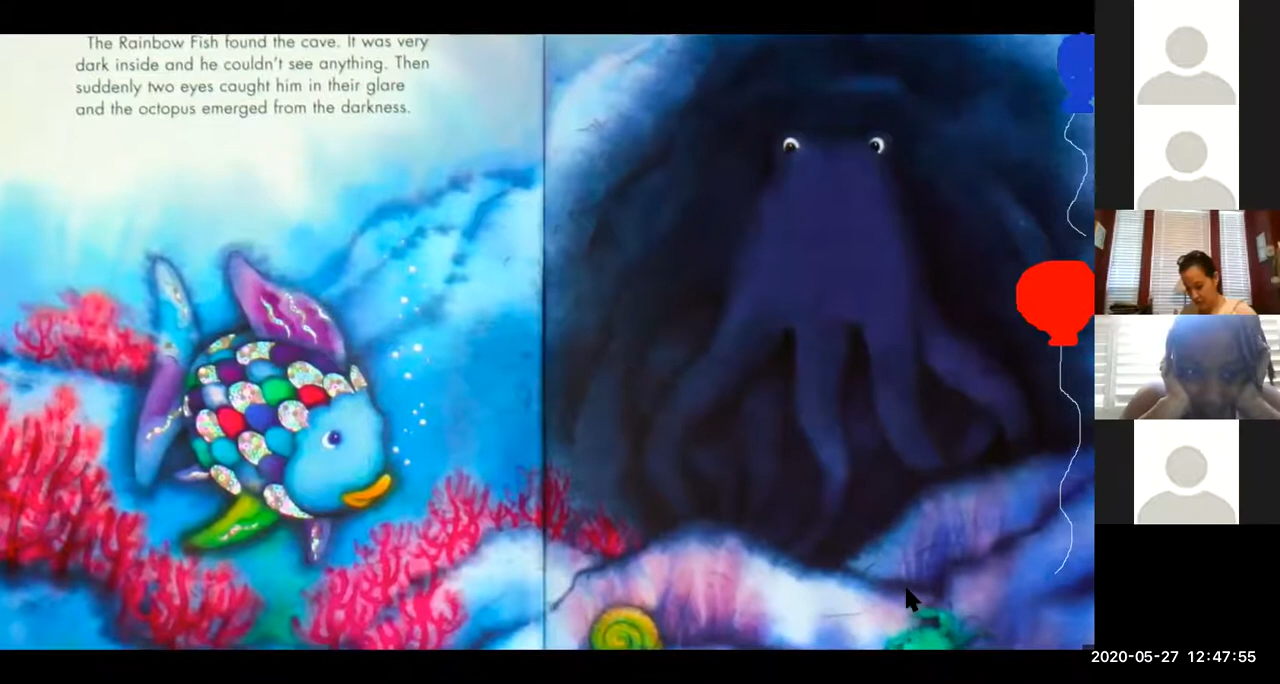 The Rainbow Fish found the cave. It was very
dark inside and he couldn't see anything. Then
suddenly two eyes caught him in their glare
and the octopus emerged from the darkness.
2020-05-27 12:47:55